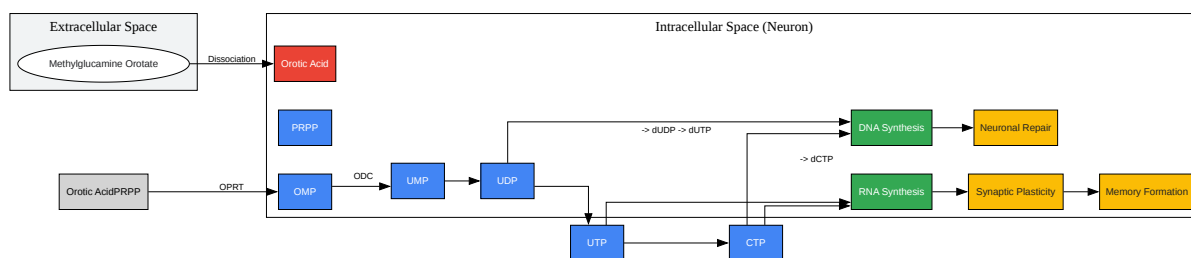 Extracellular Space
Intracellular Space (Neuron)
Methylglucamine Orotate
Dissociation
Orotic Acid
PRPP
-> dUDP -> dUTP
DNA Synthesis
Neuronal Repair
-> dCTP
Orotic AcidPRPP
OPRT
OMP
ODC
UMP
UDP
RNA Synthesis
Synaptic Plasticity
Memory Formation
UTP
CTP